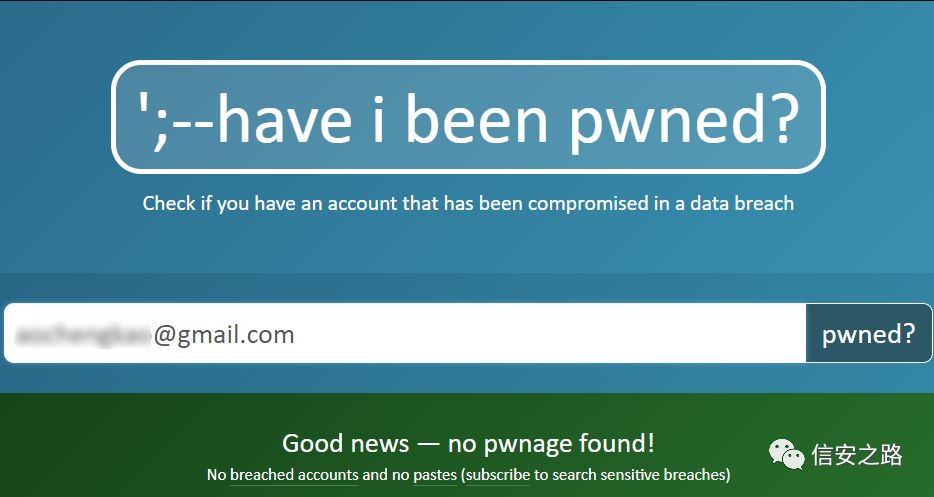 ';--have i been pwned?
Check if you have an account that has been compromised in a data breach
@gmail.com
pwned?
Good news — no pwnage found!
No breached accounts and no pastes (subscribe to search sensitive breaches)
信安之路